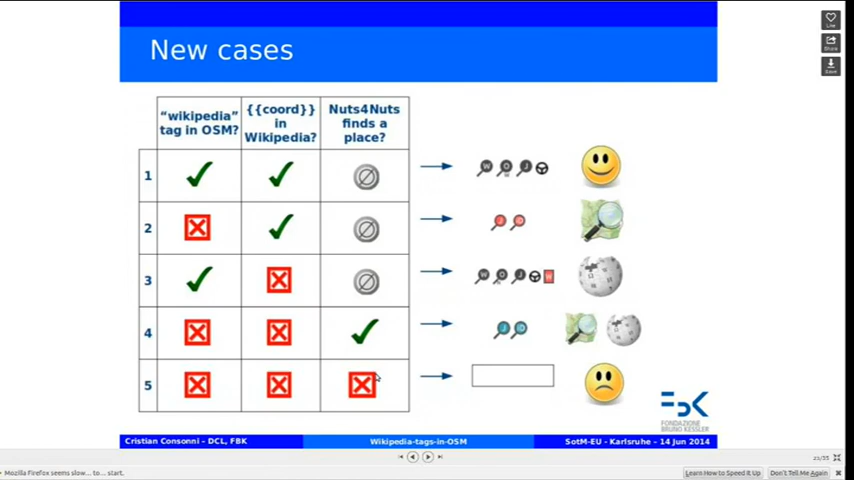 New cases
"wikipedia" tag in OSM?
{{coord}} in Wikipedia?
Nuts4Nuts finds a place?
1
2
3
4
5
FBK
FONDAZIONE
BRUNO KESSLER
Cristian Consonni – DCL, FBK
Wikipedia-tags-in-OSM
SotM-EU - Karlsruhe – 14 Jun 2014
Like
Share
Save
Mozilla Firefox seems slow... to... start.
Learn How to Speed It Up
Don't Tell Me Again